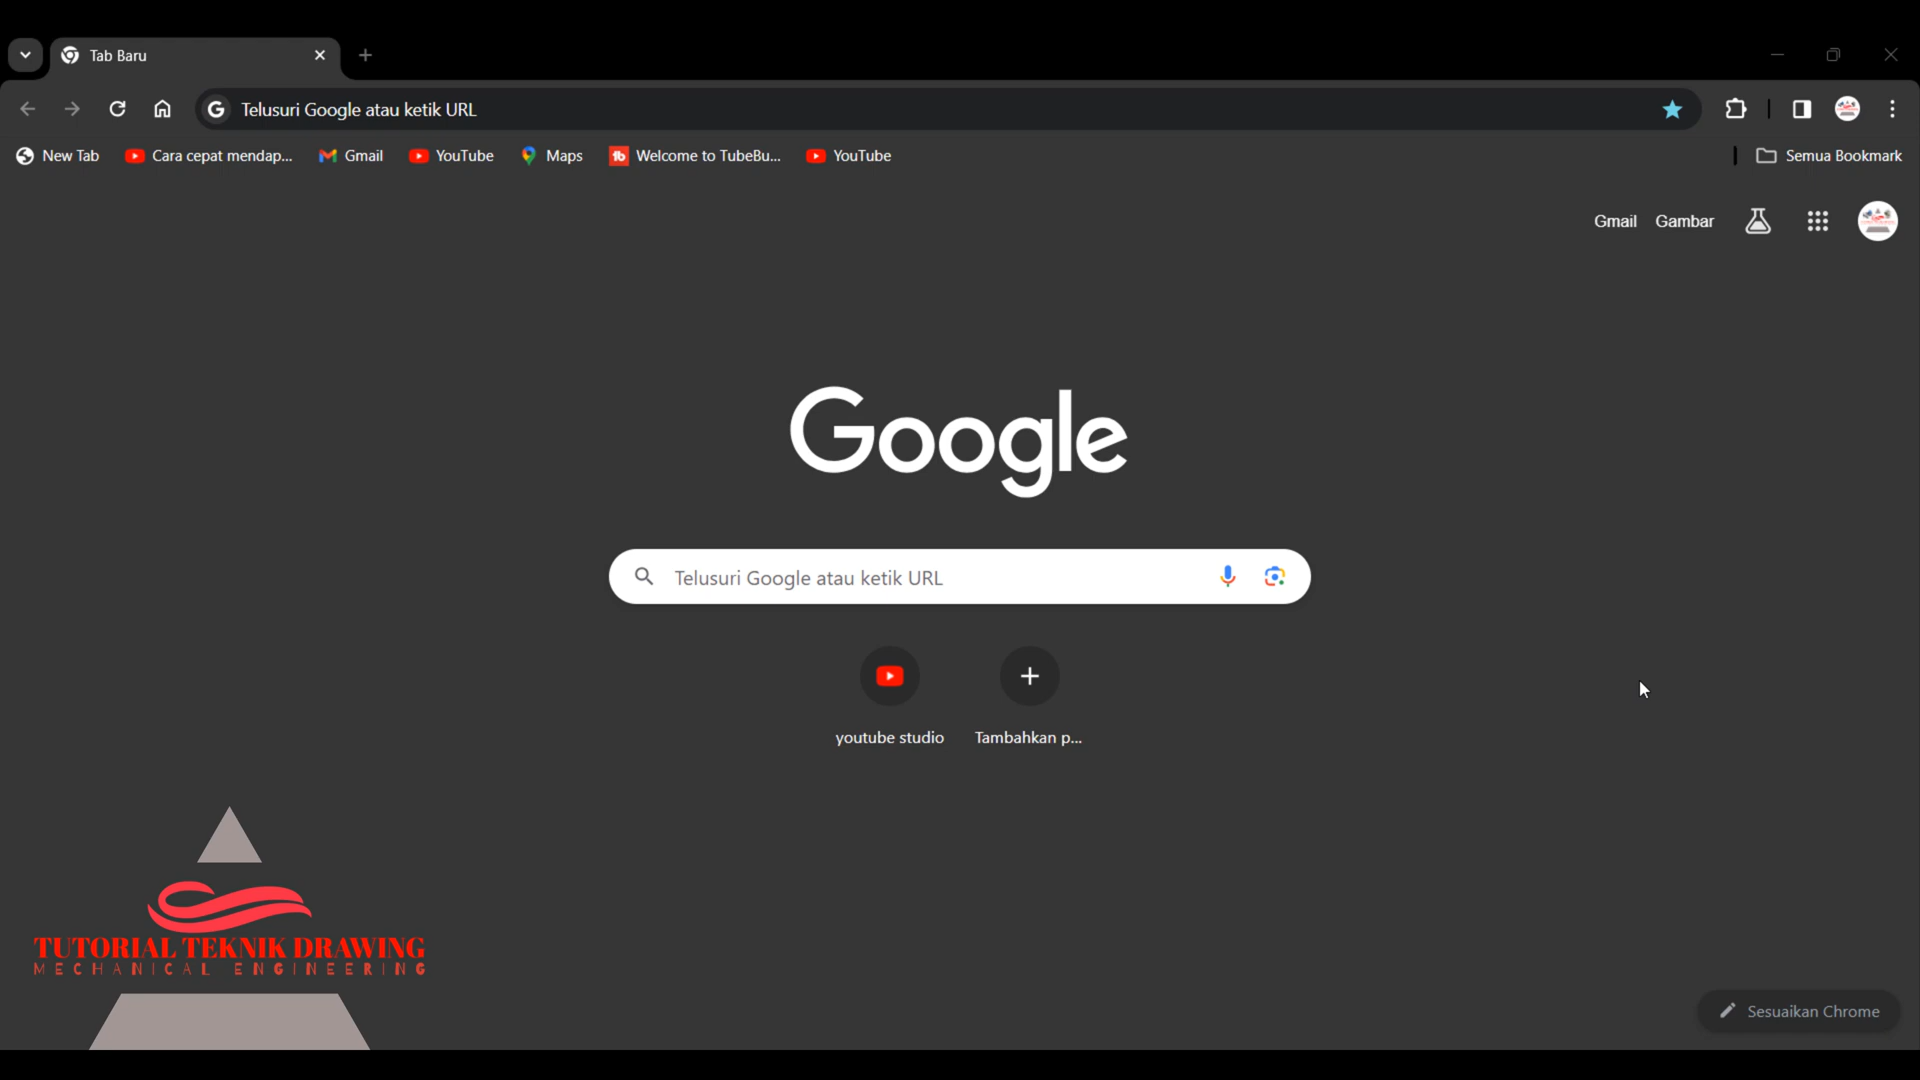 Tab Baru
Telusuri Google atau ketik URL
New Tab
Cara cepat mendap...
Gmail
YouTube
Maps
Welcome to TubeBu...
YouTube
Semua Bookmark
Gmail
Gambar
Google
Telusuri Google atau ketik URL
youtube studio
Tambahkan p...
TUTORIAL TEKNIK DRAWING
MECHANICAL ENGINEERING
Sesuaikan Chrome